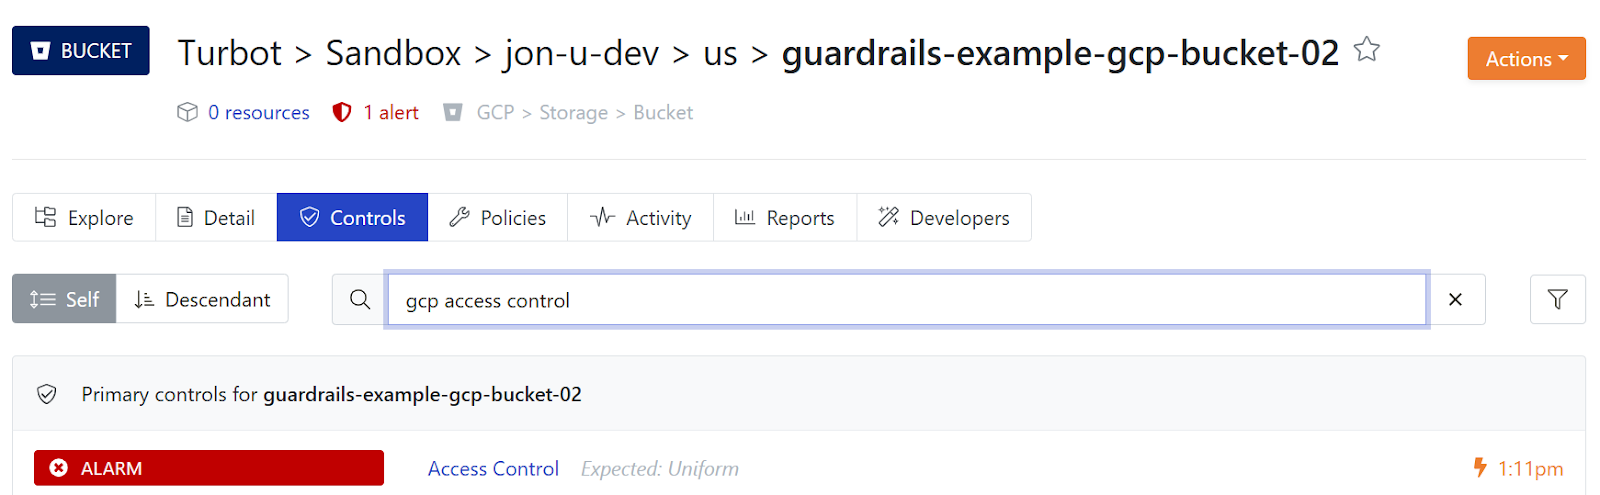 BUCKET Turbot > Sandbox > jon-u-dev > us > guardrails-example-gcp-bucket-02 Actions
0 resources 1 alert GCP > Storage > Bucket
Explore Detail Controls Policies Activity Reports Developers
Self Descendant gcp access control
Primary controls for guardrails-example-gcp-bucket-02
ALARM Access Control Expected: Uniform 1:11pm